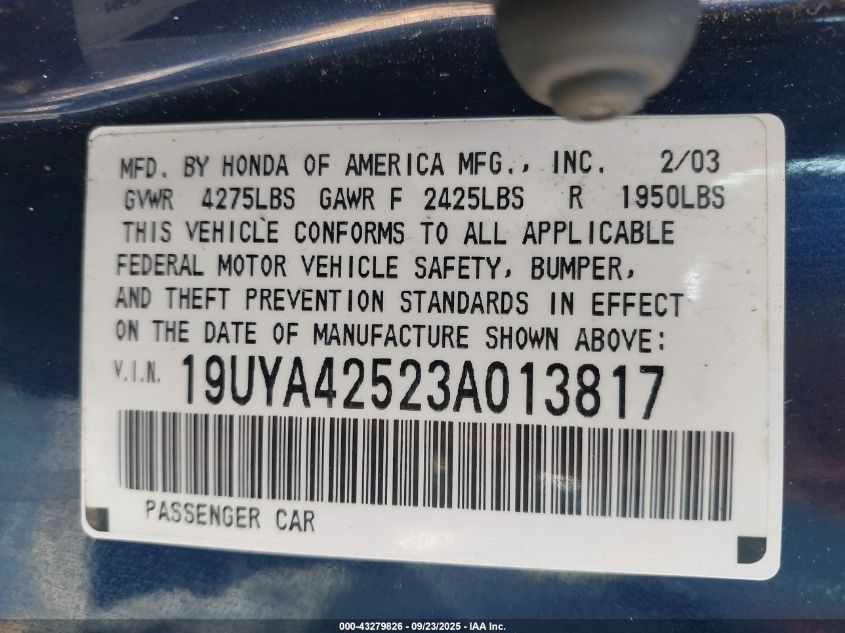 MFD. BY HONDA OF AMERICA MFG., INC. 2/03
GVWR 4275LBS GAWR F 2425LBS R 1950LBS
THIS VEHICLE CONFORMS TO ALL APPLICABLE
FEDERAL MOTOR VEHICLE SAFETY, BUMPER,
AND THEFT PREVENTION STANDARDS IN EFFECT
ON THE DATE OF MANUFACTURE SHOWN ABOVE:
V.I.N. 19UYA42523A013817
PASSENGER CAR
000-43279826 - 09/23/2025 - IAA Inc.